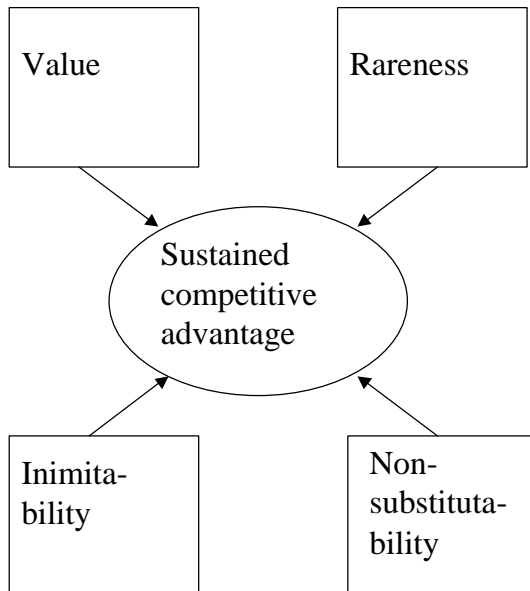 Value
Rareness
Sustained
competitive
advantage
Inimita-
bility
Non-
substituta-
bility